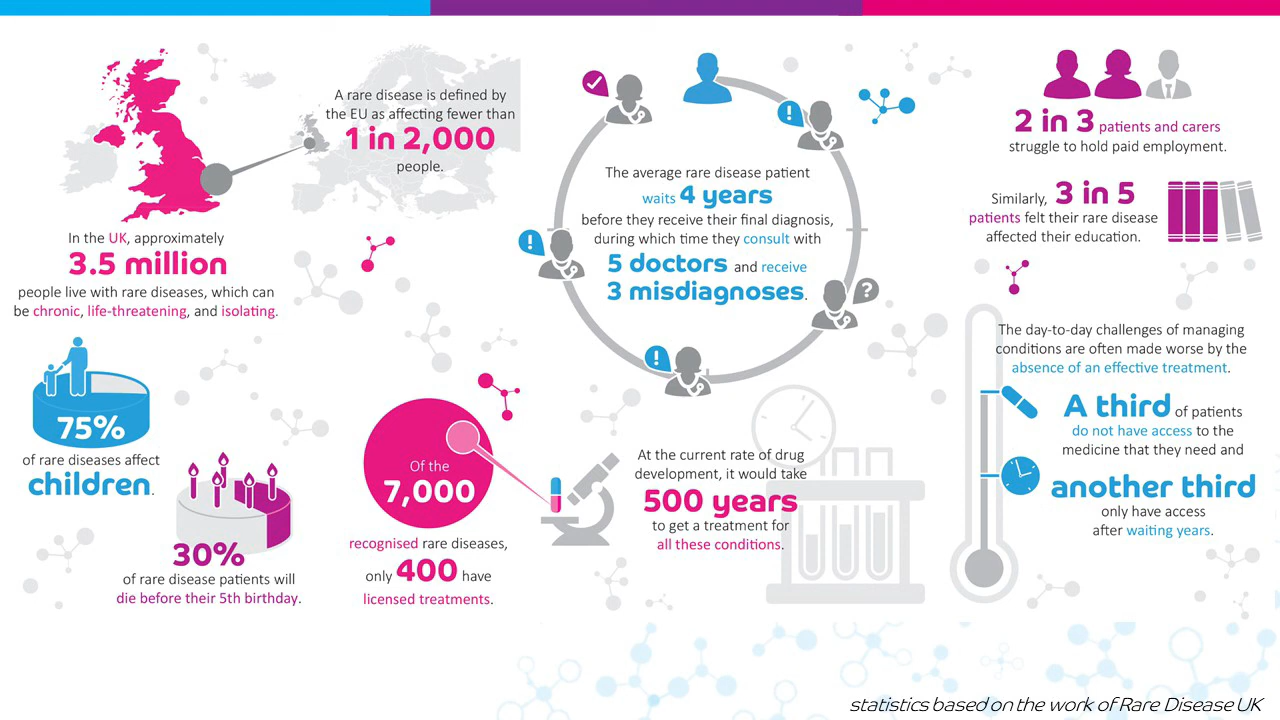 A rare disease is defined by
the EU as affecting fewer than
1 in 2,000
people.
In the UK, approximately
3.5 million
people live with rare diseases, which can
be chronic, life-threatening, and isolating.
75%
of rare diseases affect
children.
30%
of rare disease patients will
die before their 5th birthday.
Of the
7,000
recognised rare diseases,
only 400 have
licensed treatments.
!
?
!
!
The average rare disease patient
waits 4 years
before they receive their final diagnosis,
during which time they consult with
5 doctors and receive
3 misdiagnoses.
At the current rate of drug
development, it would take
500 years
to get a treatment for
all these conditions.
2 in 3 patients and carers
struggle to hold paid employment.
Similarly, 3 in 5
patients felt their rare disease
affected their education.
The day-to-day challenges of managing
conditions are often made worse by the
absence of an effective treatment.
A third of patients
do not have access to the
medicine that they need and
another third
only have access
after waiting years.
statistics based on the work of Rare Disease UK